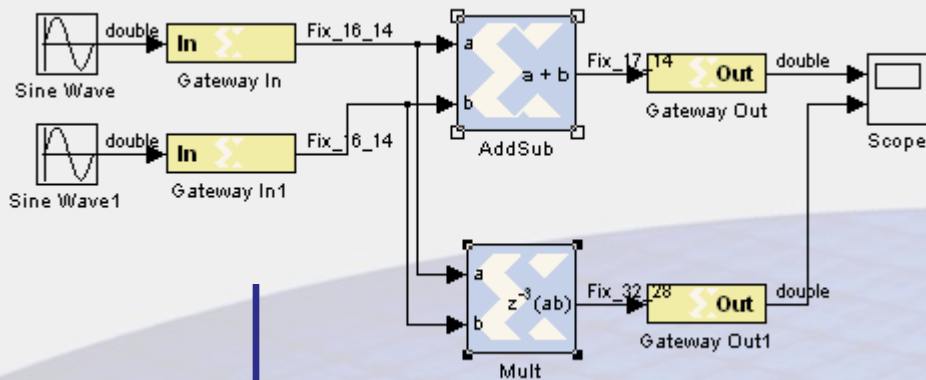 double
In
Fix_16_14
Sine Wave
Gateway In
a
b
a + b
AddSub
Fix_17_14
Out
double
Gateway Out
Scope
double
In
Fix_16_14
Sine Wave1
Gateway In1
a
b
z⁻³(ab)
Mult
Fix_32_28
Out
double
Gateway Out1